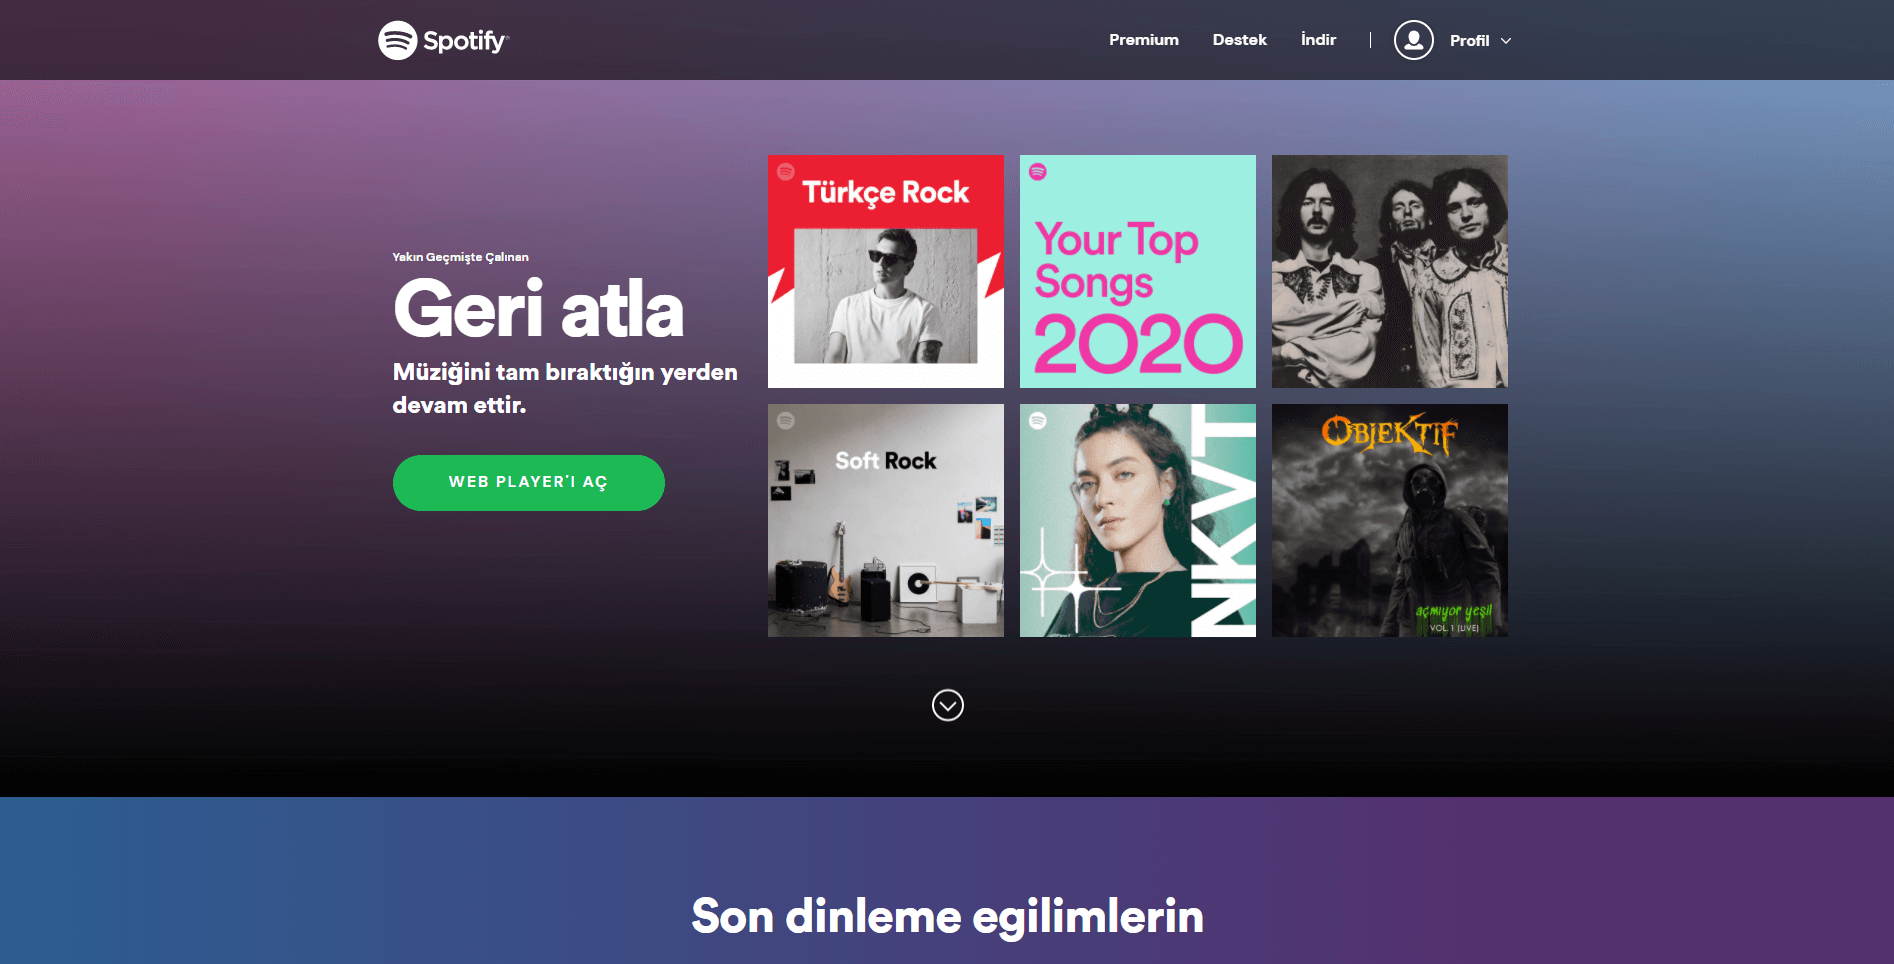 Spotify
Premium
Destek
İndir
Profil
Yakın Geçmişte Çalınan
Geri atla
Müziğini tam bıraktığın yerden
devam ettir.
WEB PLAYER'I AÇ
Türkçe Rock
Your Top
Songs
2020
Soft Rock
NKVT
OBJEKTIF
açmıyor yeşil
VOL. 1 (LIVE)
Son dinleme egilimlerin